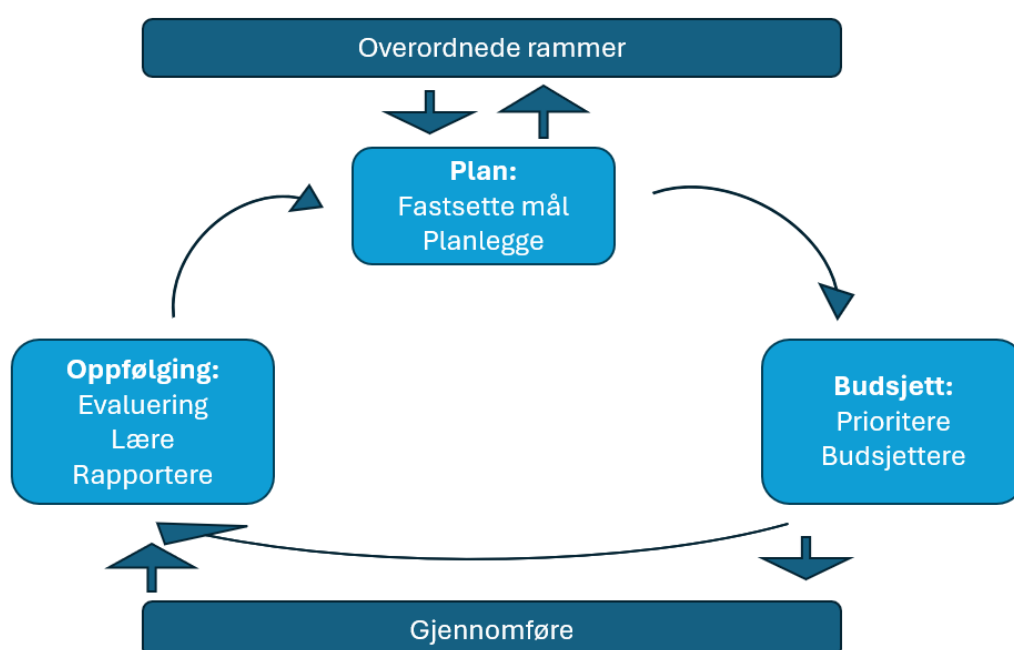 Overordnede rammer
Plan:
Fastsette mål
Planlegge
Oppfølging:
Evaluering
Lære
Rapportere
Budsjett:
Prioritere
Budsjettere
Gjennomføre